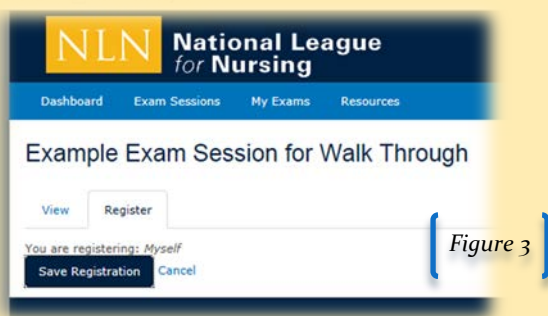 NLN National League
for Nursing
Dashboard Exam Sessions My Exams Resources
Example Exam Session for Walk Through
View Register
You are registering: Myself
Save Registration Cancel
Figure 3